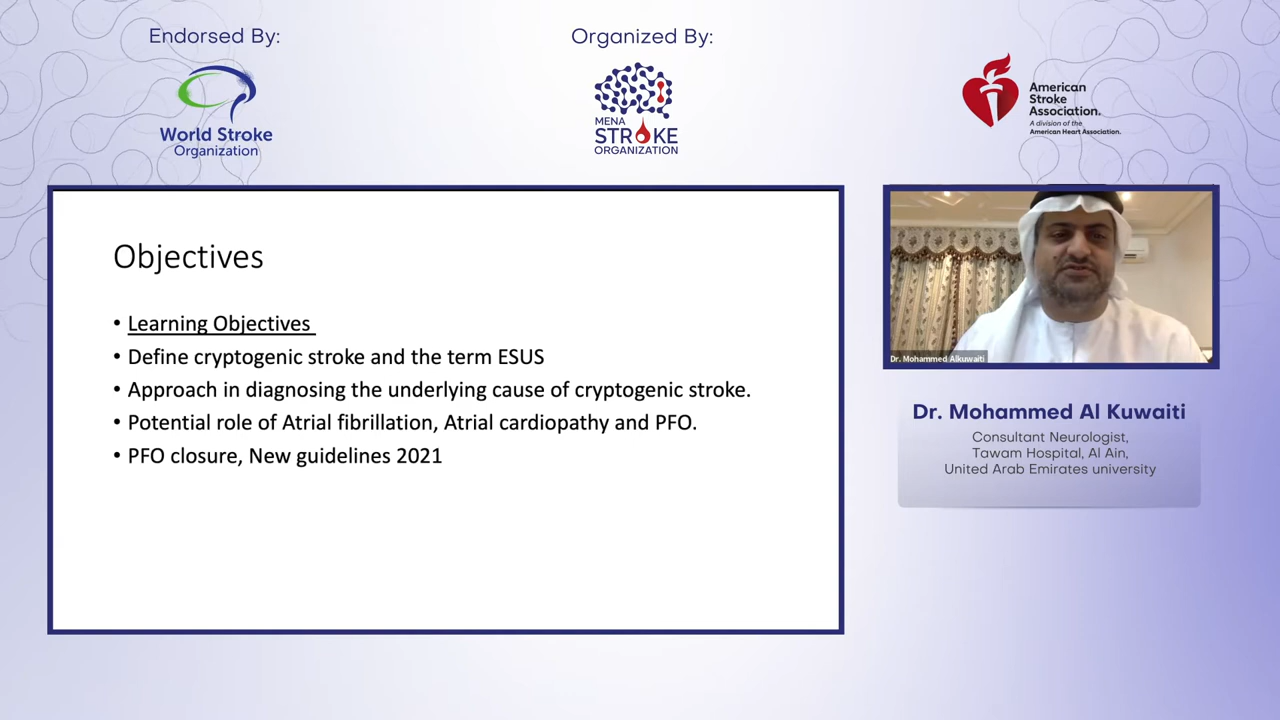 Endorsed By:
World Stroke
Organization
Organized By:
MENA
STROKE
ORGANIZATION
American
Stroke
Association.
A division of the
American Heart Association.
Objectives
• Learning Objectives
• Define cryptogenic stroke and the term ESUS
• Approach in diagnosing the underlying cause of cryptogenic stroke.
• Potential role of Atrial fibrillation, Atrial cardiopathy and PFO.
• PFO closure, New guidelines 2021
Dr. Mohammed Alkuwaiti
Dr. Mohammed Al Kuwaiti
Consultant Neurologist,
Tawam Hospital, Al Ain,
United Arab Emirates university